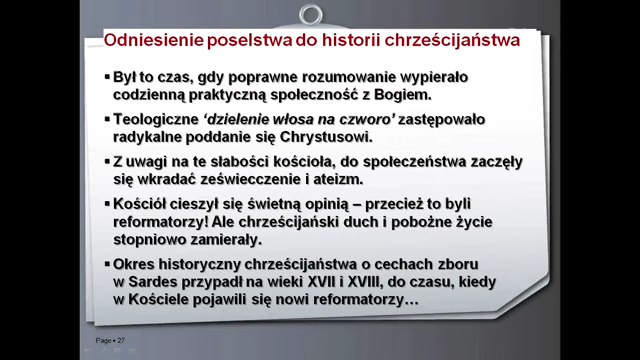 Odniesienie poselstwa do historii chrześcijaństwa
▪ Był to czas, gdy poprawne rozumowanie wypierało
codzienną praktyczną społeczność z Bogiem.
▪ Teologiczne ‘dzielenie włosa na czworo’ zastępowało
radykalne poddanie się Chrystusowi.
▪ Z uwagi na te słabości kościoła, do społeczeństwa zaczęły
się wkradać ześwieczczenie i ateizm.
▪ Kościół cieszył się świetną opinią – przecież to byli
reformatorzy! Ale chrześcijański duch i pobożne życie
stopniowo zamierały.
▪ Okres historyczny chrześcijaństwa o cechach zboru
w Sardes przypadł na wieki XVII i XVIII, do czasu, kiedy
w Kościele pojawili się nowi reformatorzy…
Page ▪ 27